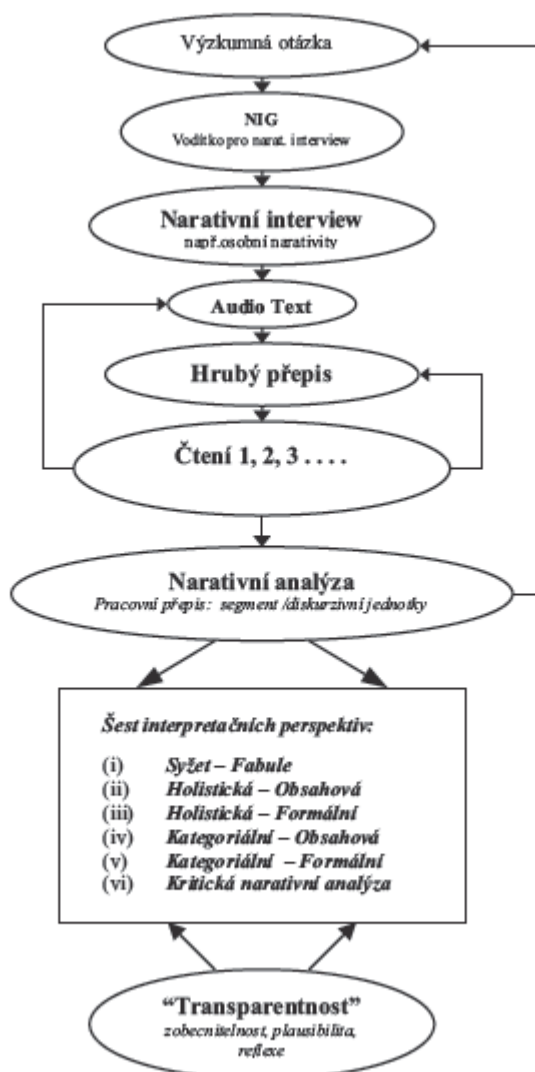 Výzkumná otázka
NIG
Vodítko pro narat. interview
Narativní interview
např.osobní narativity
Audio Text
Hrubý přepis
Čtení 1, 2, 3 . . . .
Narativní analýza
Pracovní přepis: segment /diskurzivní jednotky
Šest interpretačních perspektiv:
(i) Syžet – Fabule
(ii) Holistická – Obsahová
(iii) Holistická – Formální
(iv) Kategoriální – Obsahová
(v) Kategoriální – Formální
(vi) Kritická narativní analýza
“Transparentnost”
zobecnitelnost, plausibilita,
reflexe